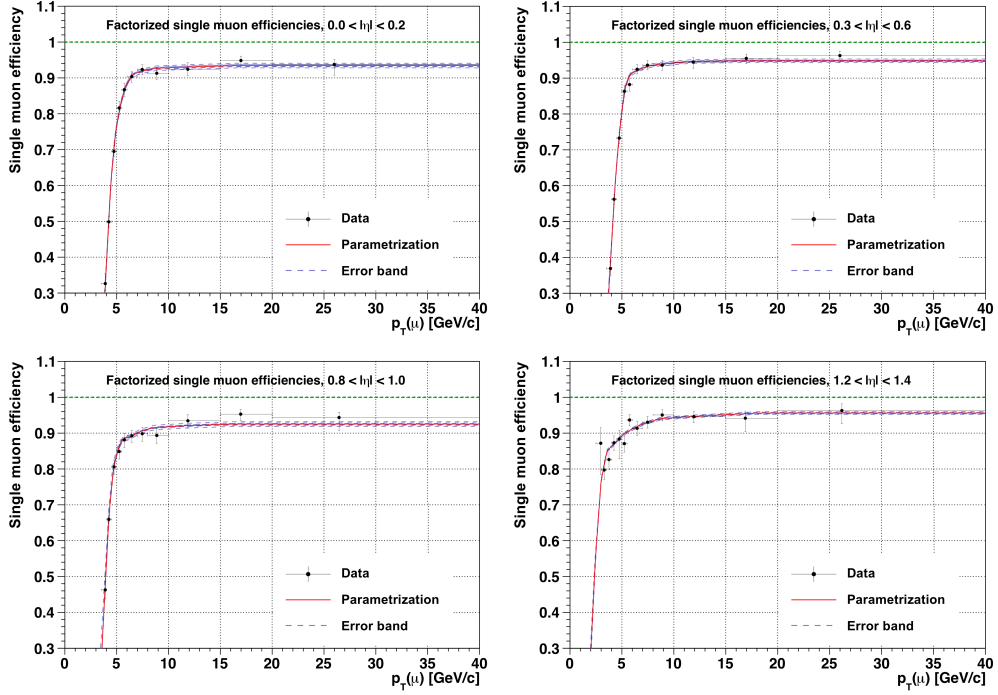 Factorized single muon efficiencies, 0.0 < |η| < 0.2
Single muon efficiency
1.1
1
0.9
0.8
0.7
0.6
0.5
0.4
0.3
Data
Parametrization
Error band
0 5 10 15 20 25 30 35 40
p_T(μ) [GeV/c]
Factorized single muon efficiencies, 0.3 < |η| < 0.6
Single muon efficiency
1.1
1
0.9
0.8
0.7
0.6
0.5
0.4
0.3
Data
Parametrization
Error band
0 5 10 15 20 25 30 35 40
p_T(μ) [GeV/c]
Factorized single muon efficiencies, 0.8 < |η| < 1.0
Single muon efficiency
1.1
1
0.9
0.8
0.7
0.6
0.5
0.4
0.3
Data
Parametrization
Error band
0 5 10 15 20 25 30 35 40
p_T(μ) [GeV/c]
Factorized single muon efficiencies, 1.2 < |η| < 1.4
Single muon efficiency
1.1
1
0.9
0.8
0.7
0.6
0.5
0.4
0.3
Data
Parametrization
Error band
0 5 10 15 20 25 30 35 40
p_T(μ) [GeV/c]